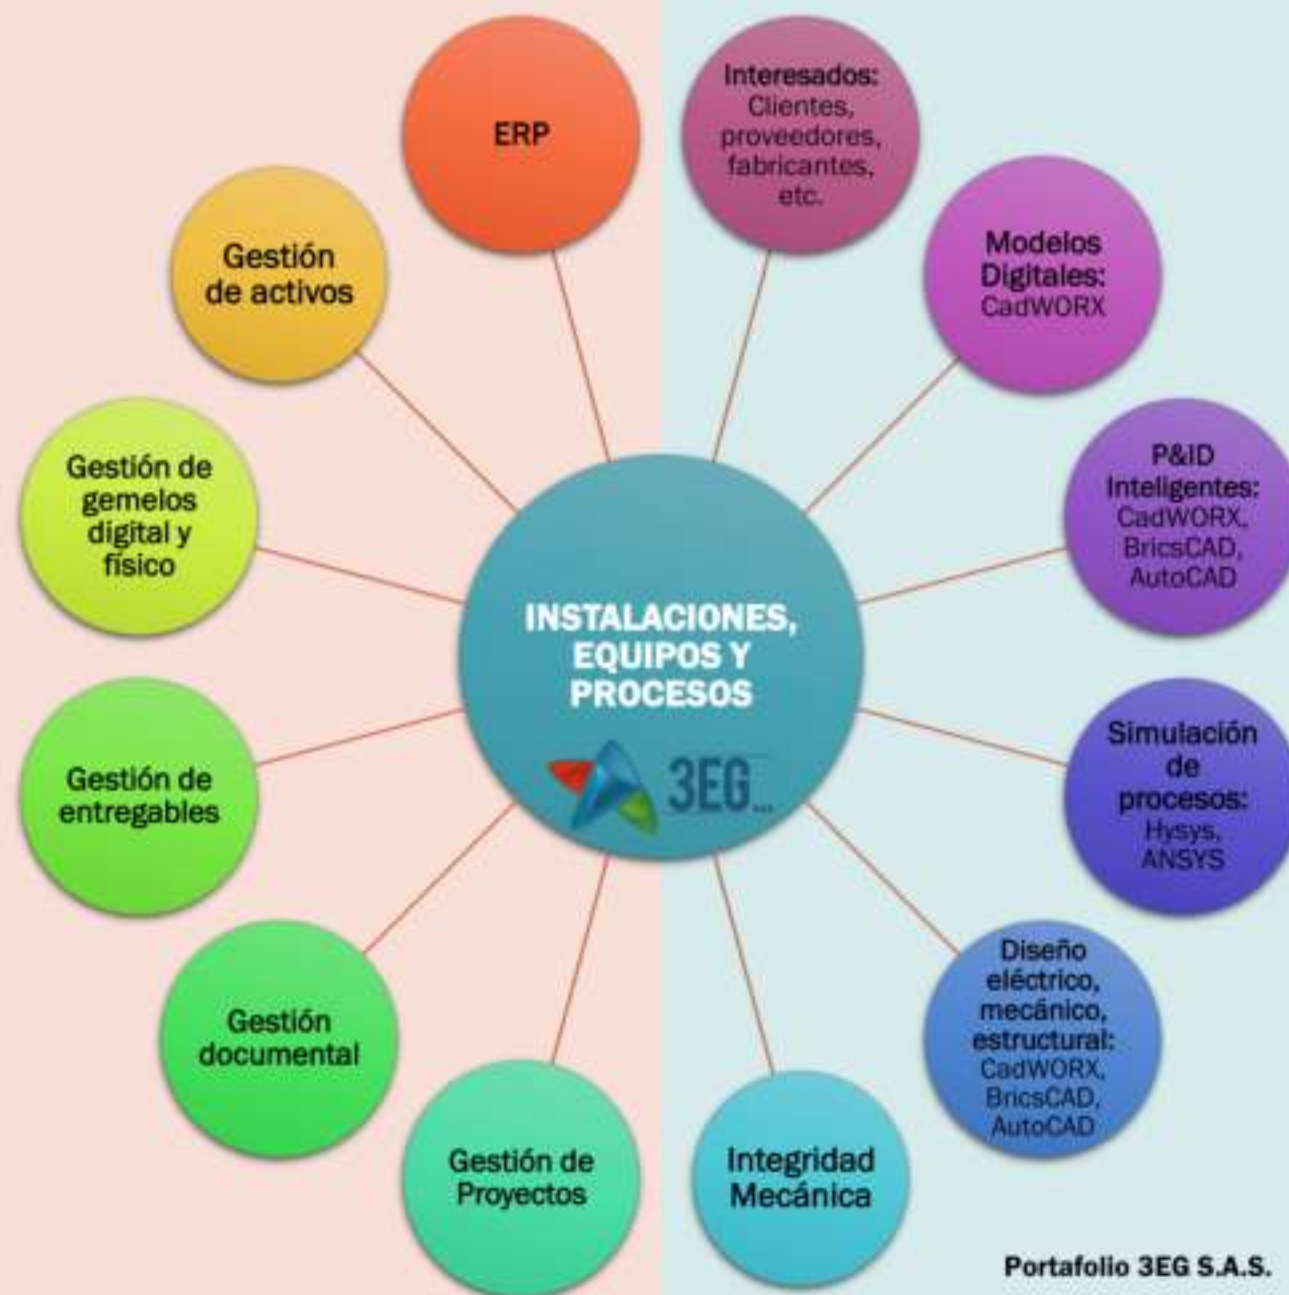 ERP
Interesados:
Clientes,
proveedores,
fabricantes,
etc.
Modelos
Digitales:
CadWORX
P&ID
Inteligentes:
CadWORX,
BricsCAD,
AutoCAD
Simulación
de
procesos:
Hysys,
ANSYS
Diseño
eléctrico,
mecánico,
estructural:
CadWORX,
BricsCAD,
AutoCAD
Integridad
Mecánica
Gestión de
Proyectos
Gestión
documental
Gestión de
entregables
Gestión de
gemelos
digital y
físico
Gestión
de activos
INSTALACIONES,
EQUIPOS Y
PROCESOS
3EG
Portafolio 3EG S.A.S.